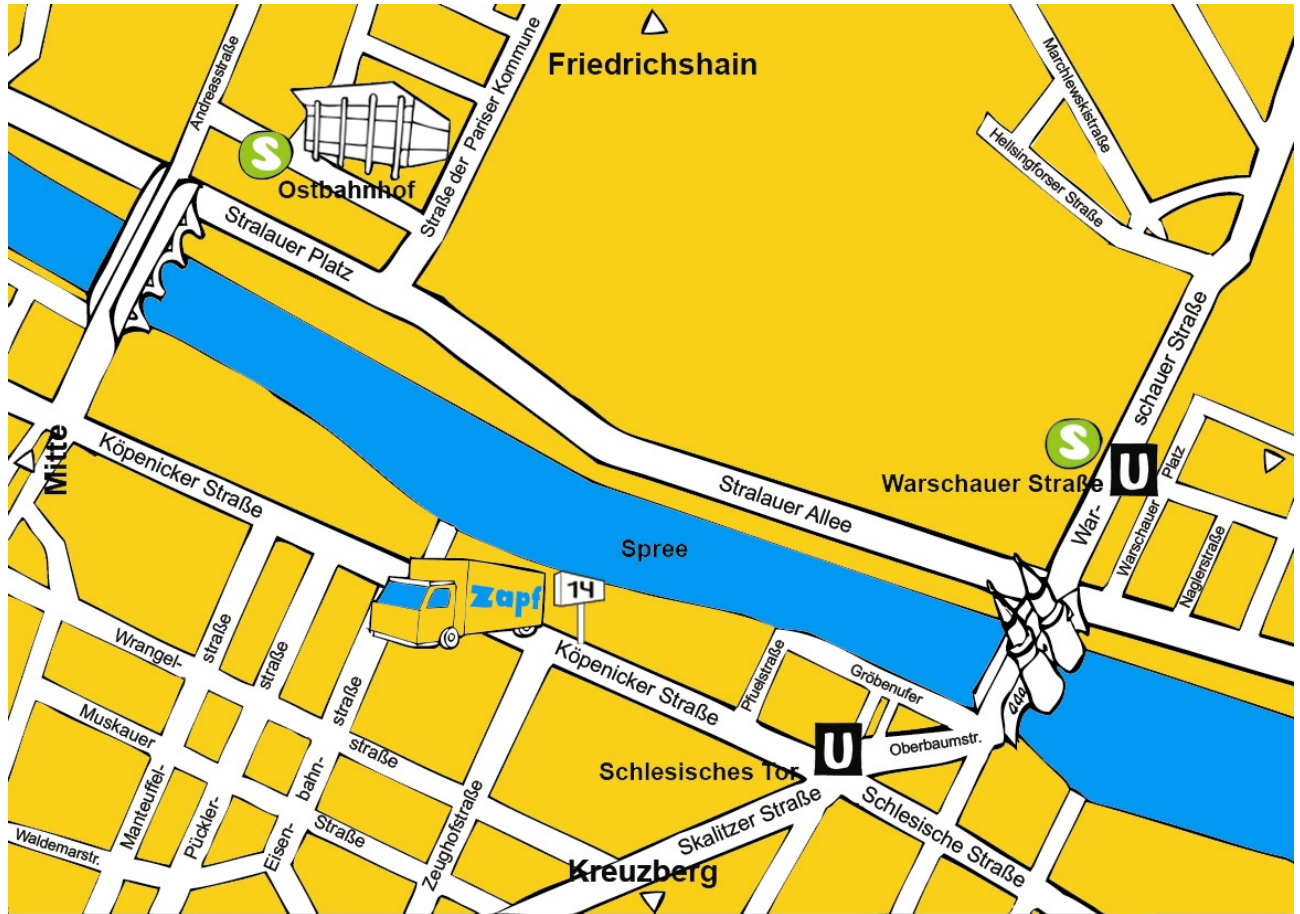 Friedrichshain
Andreasstraße
Straße der Pariser Kommune
Marchlewskistraße
Hellsingforser Straße
S
Ostbahnhof
Stralauer Platz
schauer Straße
War-
S
U
Warschauer Straße
Warschauer Platz
Naglerstraße
Mitte
Köpenicker Straße
Stralauer Allee
Spree
zapf
14
Köpenicker Straße
Wrangel-
straße
Muskauer
Straße
Waldemarstr.
Manteuffel-
straße
Pückler-
straße
Eisen-
bahn-
straße
Zeughofstraße
Pfuelstraße
Gröbenufer
Oberbaumstr.
U
Schlesisches Tor
Skalitzer Straße
Schlesische Straße
Kreuzberg